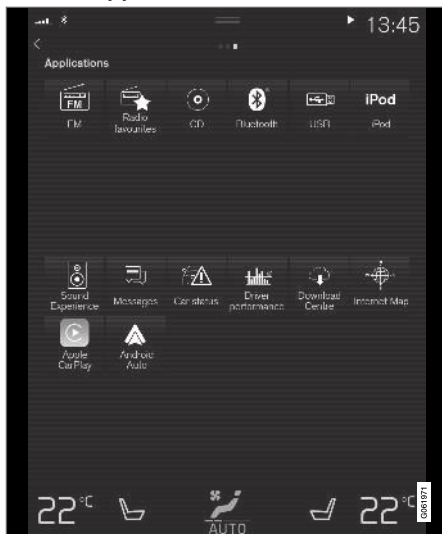 13:45
Applications
FM
iPod
FM
Radio
favourites
CD
Bluetooth
USB
iPod
Sound
Experience
Messages
Car status
Driver
performance
Download
Centre
Internet Map
Apple
CarPlay
Android
Auto
22°C
22°C
AUTO
G061971